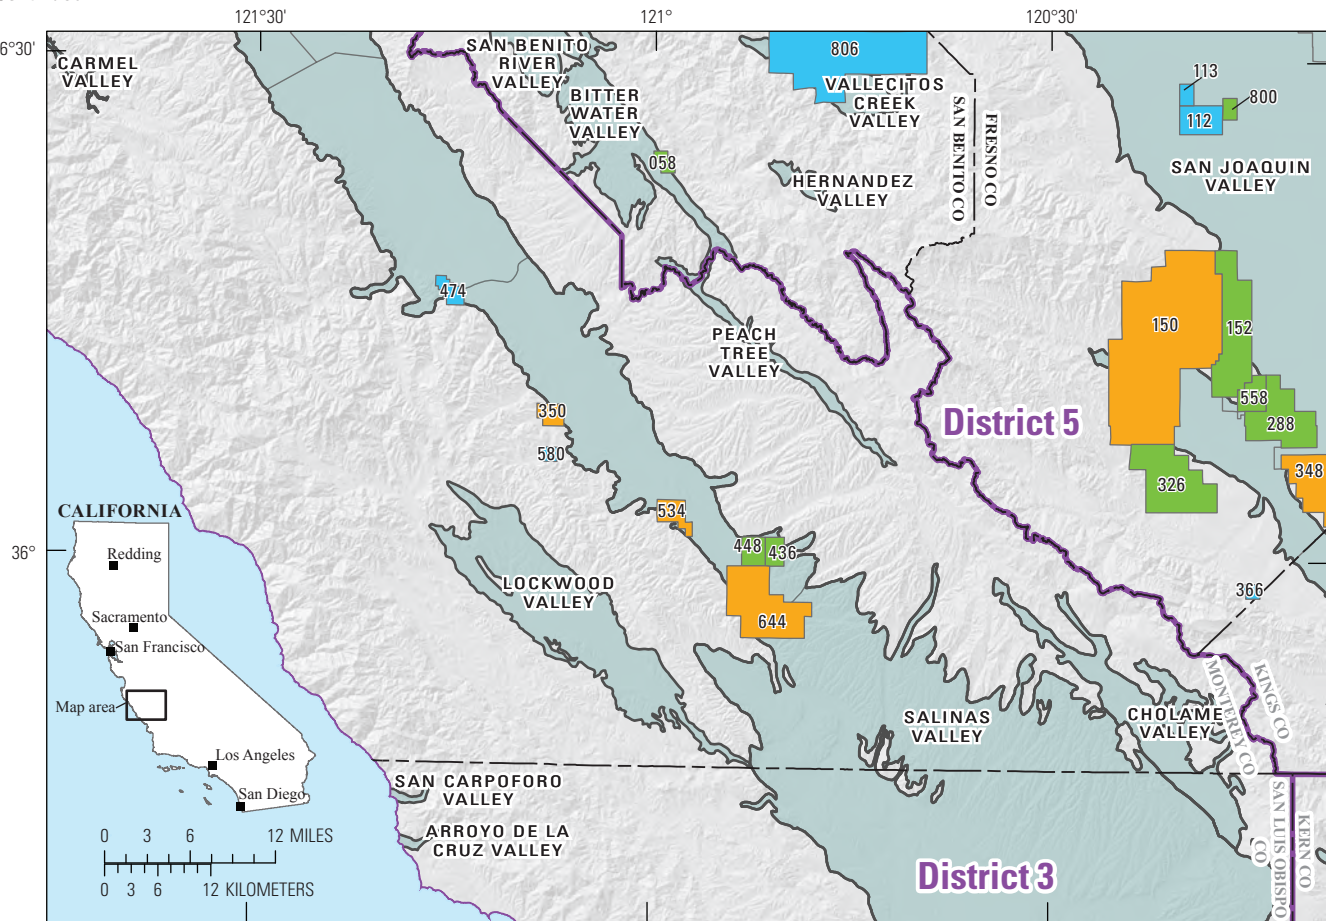 121°30'
121°
120°30'
6°30'
CARMEL
VALLEY
SAN BENITO
RIVER
VALLEY
BITTER
WATER
VALLEY
806
VALLECITOS
CREEK
VALLEY
SAN BENITO CO
FRESNO CO
113
800
112
SAN JOAQUIN
VALLEY
058
HERNANDEZ
VALLEY
474
150
152
PEACH
TREE
VALLEY
350
580
District 5
558
288
348
326
534
448
436
36°
366
LOCKWOOD
VALLEY
644
CALIFORNIA
Redding
Sacramento
San Francisco
Map area
Los Angeles
San Diego
SALINAS
VALLEY
CHOLAME
VALLEY
MONTEREY CO
KINGS CO
SAN CARPOFORO
VALLEY
ARROYO DE LA
CRUZ VALLEY
District 3
SAN LUIS OBISPO
CO
KERN CO
0 3 6 12 MILES
0 3 6 12 KILOMETERS